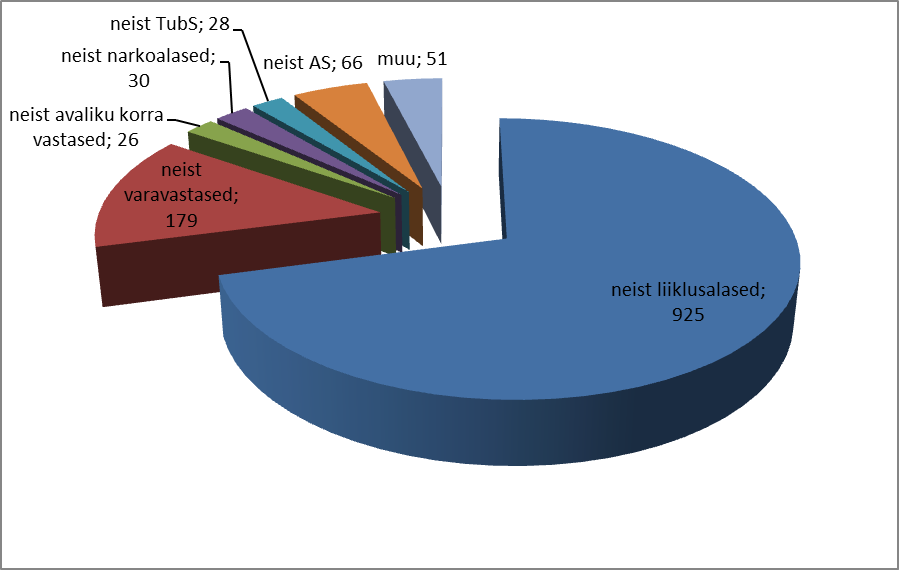 neist TubS; 28
neist narkoalased;
30
neist AS; 66
muu; 51
neist avaliku korra
vastased; 26
neist
varavastased;
179
neist liiklusalased;
925